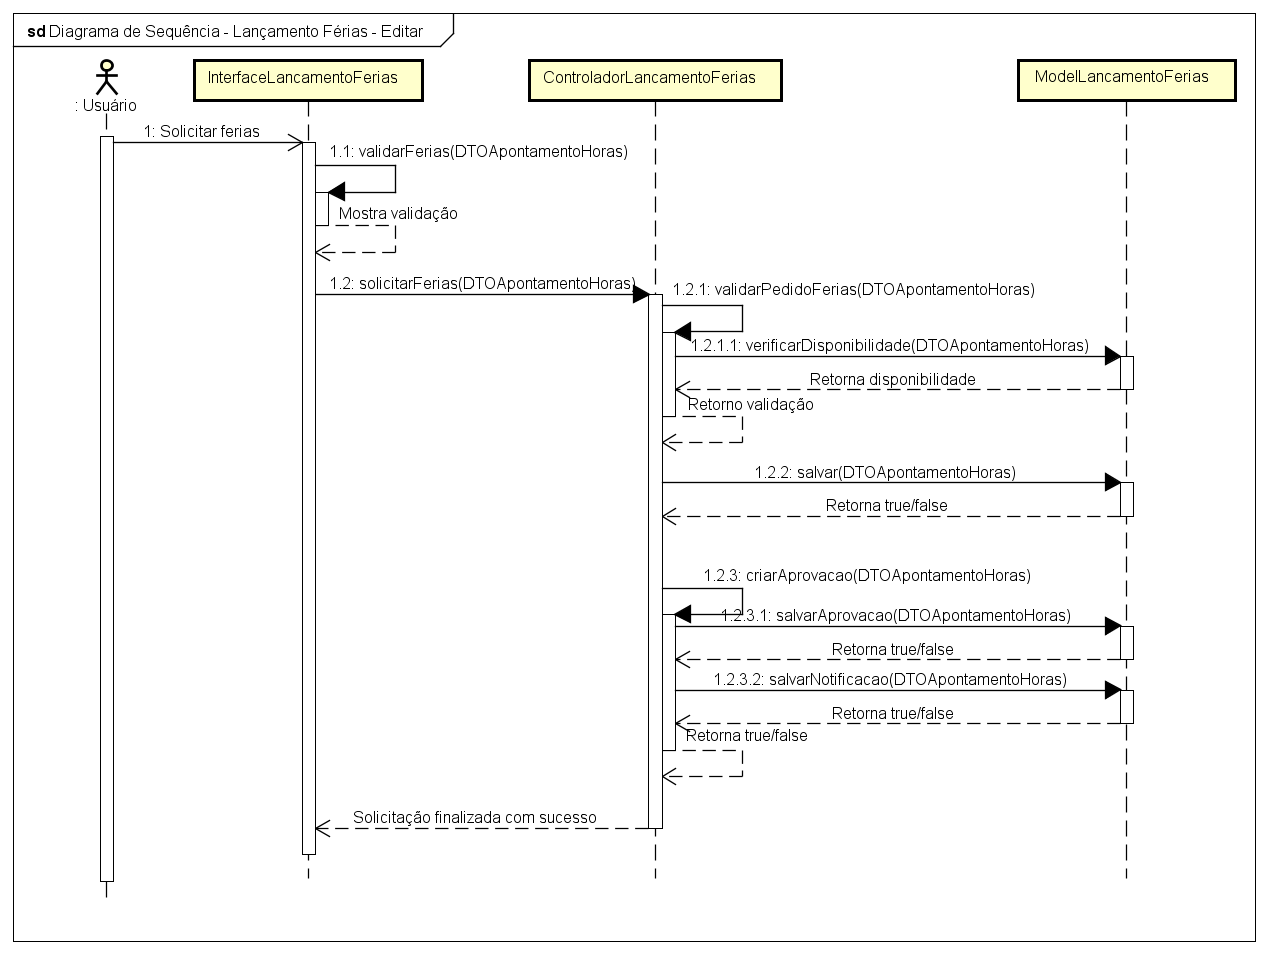 sd Diagrama de Sequência - Lançamento Férias - Editar
: Usuário
InterfaceLancamentoFerias
ControladorLancamentoFerias
ModelLancamentoFerias
1: Solicitar ferias
1.1: validarFerias(DTOApontamentoHoras)
Mostra validação
1.2: solicitarFerias(DTOApontamentoHoras)
1.2.1: validarPedidoFerias(DTOApontamentoHoras)
1.2.1.1: verificarDisponibilidade(DTOApontamentoHoras)
Retorna disponibilidade
Retorno validação
1.2.2: salvar(DTOApontamentoHoras)
Retorna true/false
1.2.3: criarAprovacao(DTOApontamentoHoras)
1.2.3.1: salvarAprovacao(DTOApontamentoHoras)
Retorna true/false
1.2.3.2: salvarNotificacao(DTOApontamentoHoras)
Retorna true/false
Retorna true/false
Solicitação finalizada com sucesso